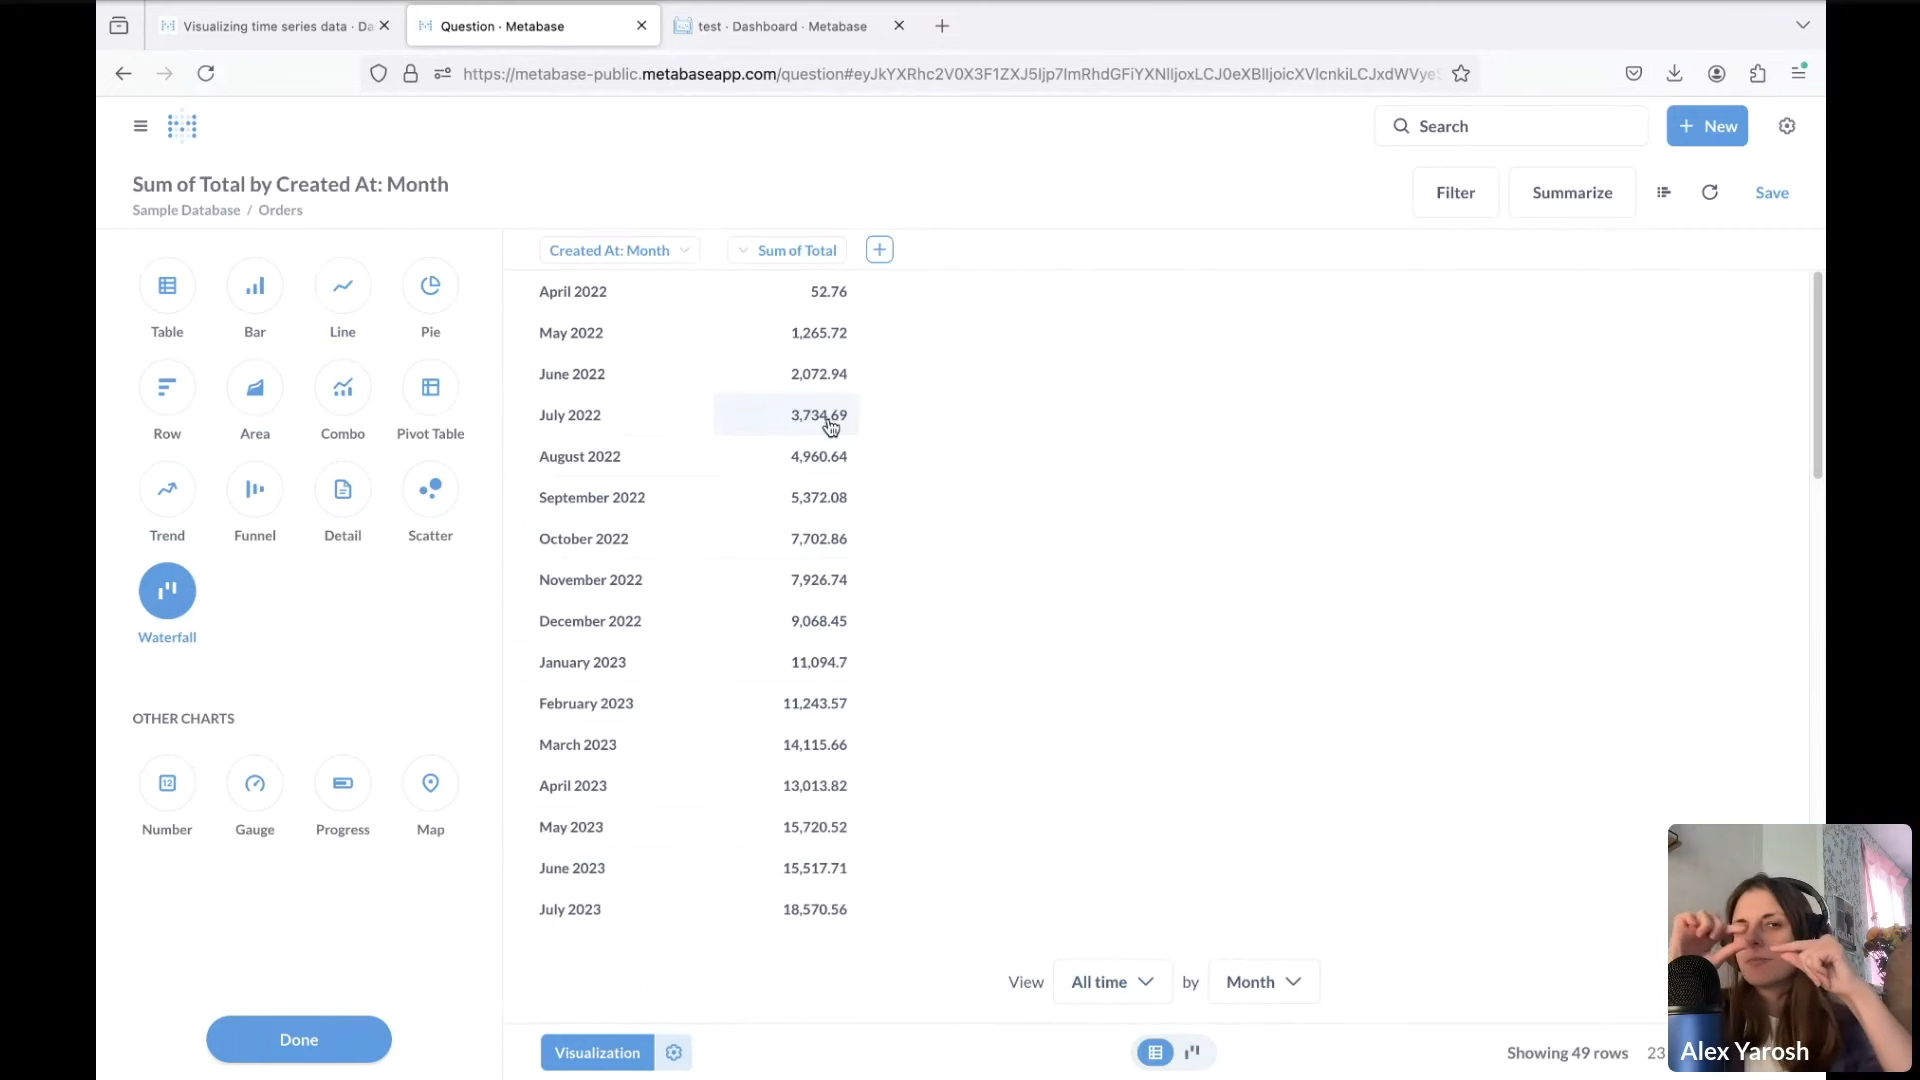 Visualizing time series data · Da
Question · Metabase
test · Dashboard · Metabase
Search
New
Sum of Total by Created At: Month
Sample Database / Orders
Filter
Summarize
Save
Created At: Month
Sum of Total
Table
Bar
Line
Pie
Row
Area
Combo
Pivot Table
Trend
Funnel
Detail
Scatter
Waterfall
OTHER CHARTS
12
Number
Gauge
Progress
Map
Done
April 2022 52.76
May 2022 1,265.72
June 2022 2,072.94
July 2022 3,734.69
August 2022 4,960.64
September 2022 5,372.08
October 2022 7,702.86
November 2022 7,926.74
December 2022 9,068.45
January 2023 11,094.7
February 2023 11,243.57
March 2023 14,115.66
April 2023 13,013.82
May 2023 15,720.52
June 2023 15,517.71
July 2023 18,570.56
View All time by Month
Visualization
Showing 49 rows 23
Alex Yarosh